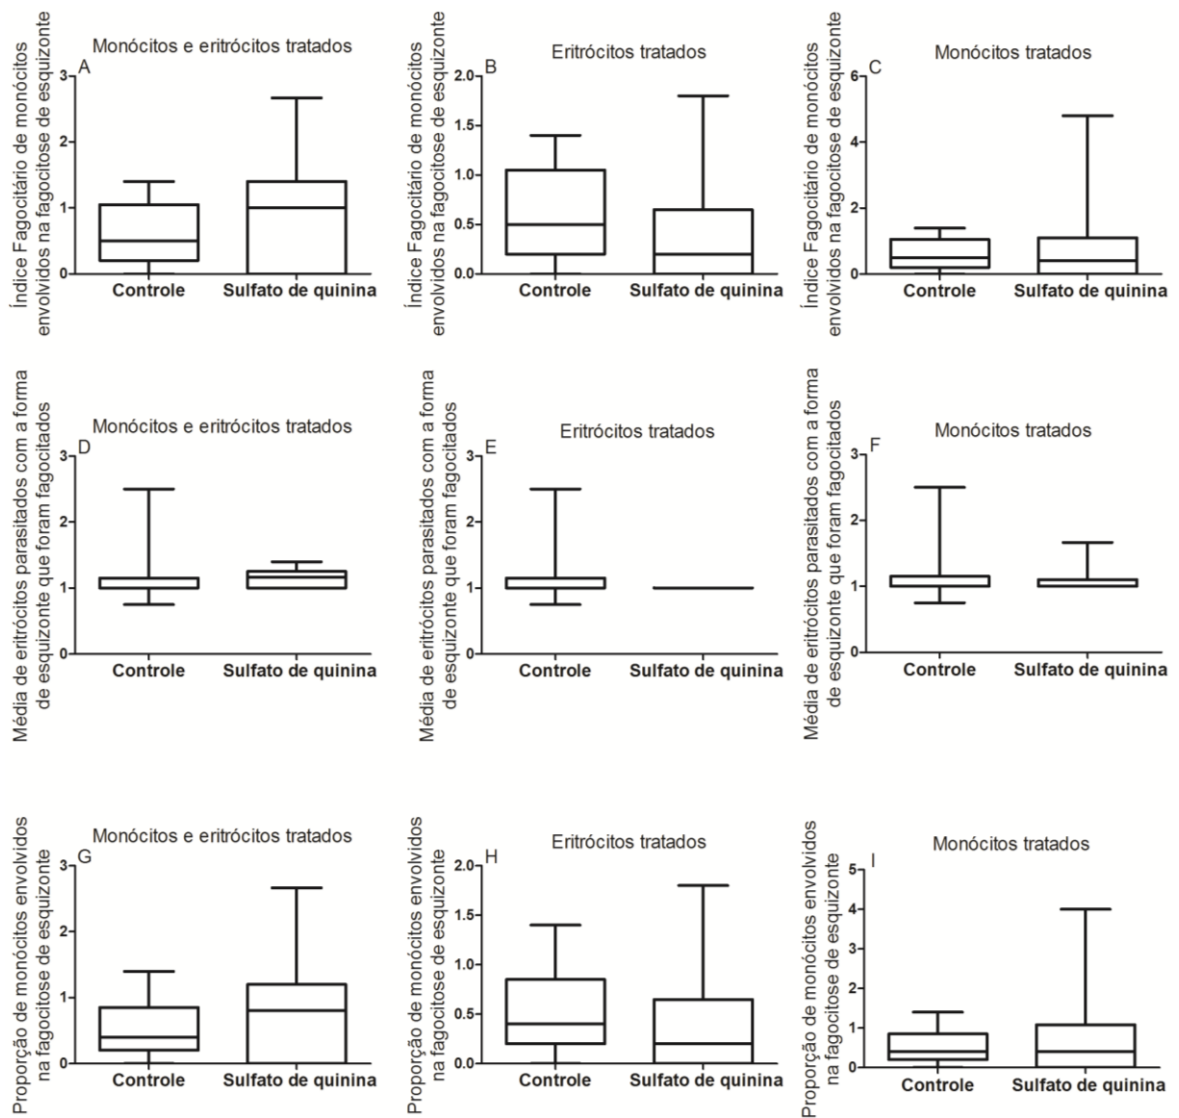 Monócitos e eritrócitos tratados
A
Índice Fagocitário de monócitos
envolvidos na fagocitose de esquizonte
3
2
1
0
Controle
Sulfato de quinina
Eritrócitos tratados
B
Índice Fagocitário de monócitos
envolvidos na fagocitose de esquizonte
2.0
1.5
1.0
0.5
0.0
Controle
Sulfato de quinina
Monócitos tratados
C
Índice Fagocitário de monócitos
envolvidos na fagocitose de esquizonte
6
4
2
0
Controle
Sulfato de quinina
Monócitos e eritrócitos tratados
D
Média de eritrócitos parasitados com a forma
de esquizonte que foram fagocitados
3
2
1
0
Controle
Sulfato de quinina
Eritrócitos tratados
E
Média de eritrócitos parasitados com a forma
de esquizonte que foram fagocitados
3
2
1
0
Controle
Sulfato de quinina
Monócitos tratados
F
Média de eritrócitos parasitados com a forma
de esquizonte que foram fagocitados
3
2
1
0
Controle
Sulfato de quinina
Monócitos e eritrócitos tratados
G
Proporção de monócitos envolvidos
na fagocitose de esquizonte
3
2
1
0
Controle
Sulfato de quinina
Eritrócitos tratados
H
Proporção de monócitos envolvidos
na fagocitose de esquizonte
2.0
1.5
1.0
0.5
0.0
Controle
Sulfato de quinina
Monócitos tratados
I
Proporção de monócitos envolvidos
na fagocitose de esquizonte
5
4
3
2
1
0
Controle
Sulfato de quinina